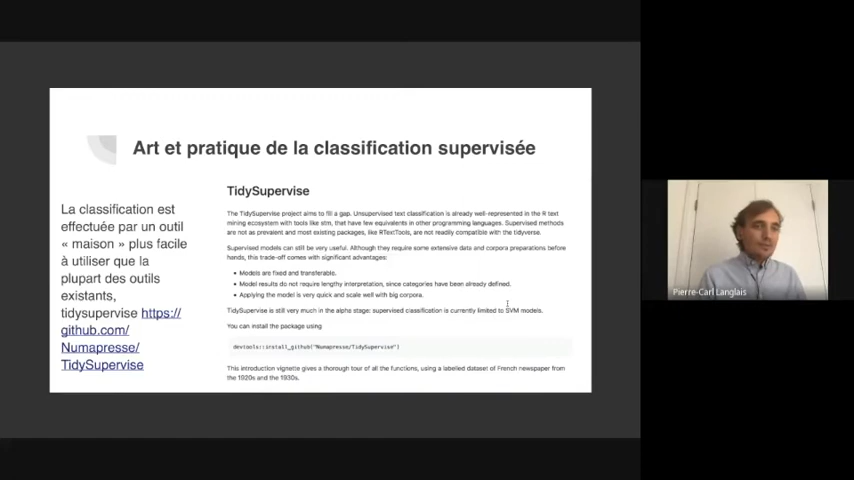 Art et pratique de la classification supervisée
La classification est
effectuée par un outil
« maison » plus facile
à utiliser que la
plupart des outils
existants,
tidysupervise https://
github.com/
Numapresse/
TidySupervise
TidySupervise
The TidySupervise project aims to fill a gap. Unsupervised text classification is already well-represented in the R text
mining ecosystem with tools like stm, that have few equivalents in other programming languages. Supervised methods
are not as prevalent and most existing packages, like RTextTools, are not readily compatible with the tidyverse.
Supervised models can still be very useful. Although they require some extensive data and corpora preparations before
hands, this trade-off comes with significant advantages:
• Models are fixed and transferable.
• Model results do not require lengthy interpretation, since categories have been already defined.
• Applying the model is very quick and scale well with big corpora.
TidySupervise is still very much in the alpha stage: supervised classification is currently limited to SVM models.
You can install the package using
devtools::install_github("Numapresse/TidySupervise")
This introduction vignette gives a thorough tour of all the functions, using a labelled dataset of French newspaper from
the 1920s and the 1930s.
Pierre-Carl Langlais